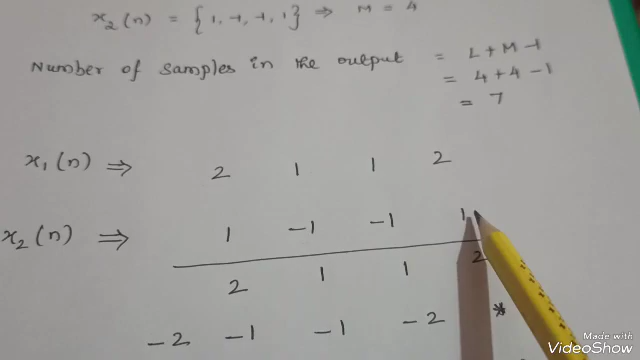 x₂(n) = {1, -1, -1, 1} ⇒ M = 4
Number of samples in the output = L + M - 1
= 4 + 4 - 1
= 7
x₁(n) ⇒ 2 1 1 2
x₂(n) ⇒ 1 -1 -1 1
2 1 1 2
-2 -1 -1 -2 *
Made with
VideoShow